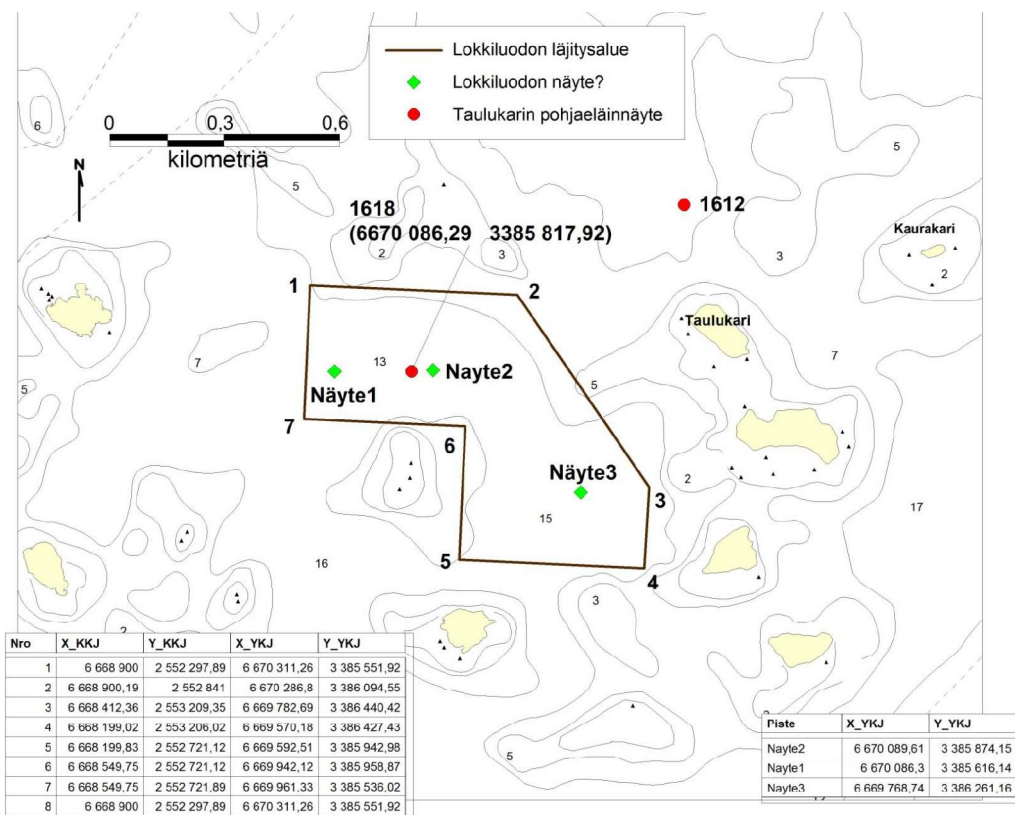 Lokkiluodon läjitysalue
Lokkiluodon näyte?
Taulukarin pohjaeläinnäyte
0 0,3 0,6
kilometriä
N
6
5
5
1618
(6670 086,29 3385 817,92)
1612
Kaurakari
2
3
3
2
1
2
Taulukari
7
7
13
5
5
Näyte1
Nayte2
7
6
Näyte3
3
2
15
17
5
16
4
3
2
5
Nro X_KKJ Y_KKJ X_YKJ Y_YKJ
1 6 668 900 2 552 297,89 6 670 311,26 3 385 551,92
2 6 668 900,19 2 552 841 6 670 286,8 3 386 094,55
3 6 668 412,36 2 553 209,35 6 669 782,69 3 386 440,42
4 6 668 199,02 2 553 206,02 6 669 570,18 3 386 427,43
5 6 668 199,83 2 552 721,12 6 669 592,51 3 385 942,98
6 6 668 549,75 2 552 721,12 6 669 942,12 3 385 958,87
7 6 668 549,75 2 552 721,89 6 669 961,33 3 385 536,02
8 6 668 900 2 552 297,89 6 670 311,26 3 385 551,92
Piste X_YKJ Y_YKJ
Nayte2 6 670 089,61 3 385 874,15
Nayte1 6 670 086,3 3 385 616,14
Nayte3 6 669 768,74 3 386 261,16